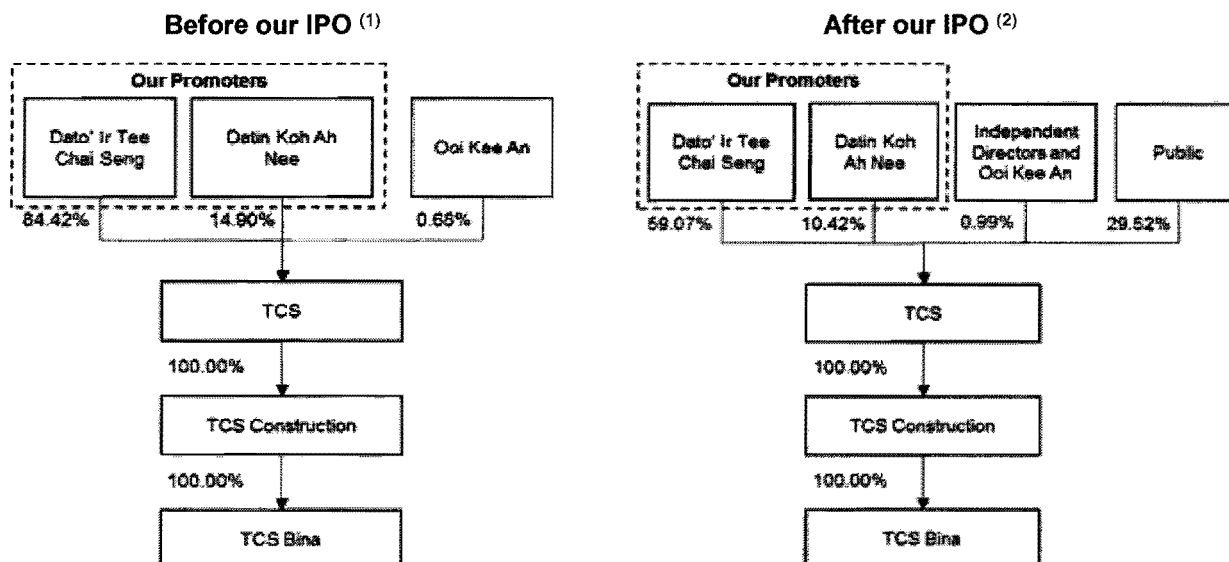 Before our IPO (1)
Our Promoters
Dato' Ir Tee
Chai Seng
Datin Koh Ah
Nee
Ooi Kee An
84.42%
14.90%
0.68%
TCS
100.00%
TCS Construction
100.00%
TCS Bina
After our IPO (2)
Our Promoters
Dato' Ir Tee
Chai Seng
Datin Koh
Ah Nee
Independent
Directors and
Ooi Kee An
Public
59.07%
10.42%
0.99%
29.52%
TCS
100.00%
TCS Construction
100.00%
TCS Bina